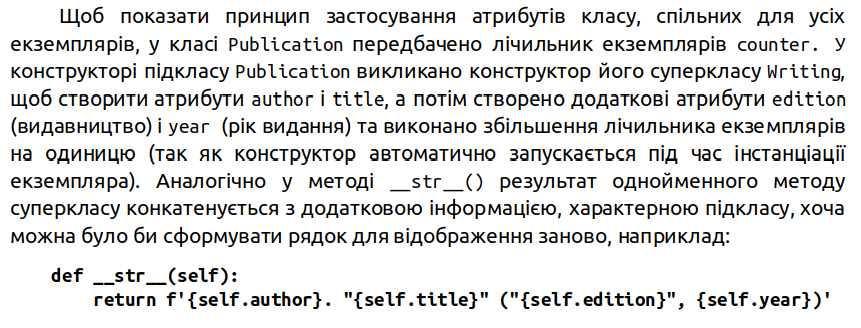 Щоб показати принцип застосування атрибутів класу, спільних для усіх
екземплярів, у класі Publication передбачено лічильник екземплярів counter. У
конструкторі підкласу Publication викликано конструктор його суперкласу Writing,
щоб створити атрибути author і title, а потім створено додаткові атрибути edition
(видавництво) і year (рік видання) та виконано збільшення лічильника екземплярів
на одиницю (так як конструктор автоматично запускається під час інстанціації
екземпляра). Аналогічно у методі __str__() результат однойменного методу
суперкласу конкатенується з додатковою інформацією, характерною підкласу, хоча
можна було би сформувати рядок для відображення заново, наприклад:
def __str__(self):
    return f'{self.author}. "{self.title}" ("{self.edition}", {self.year})'